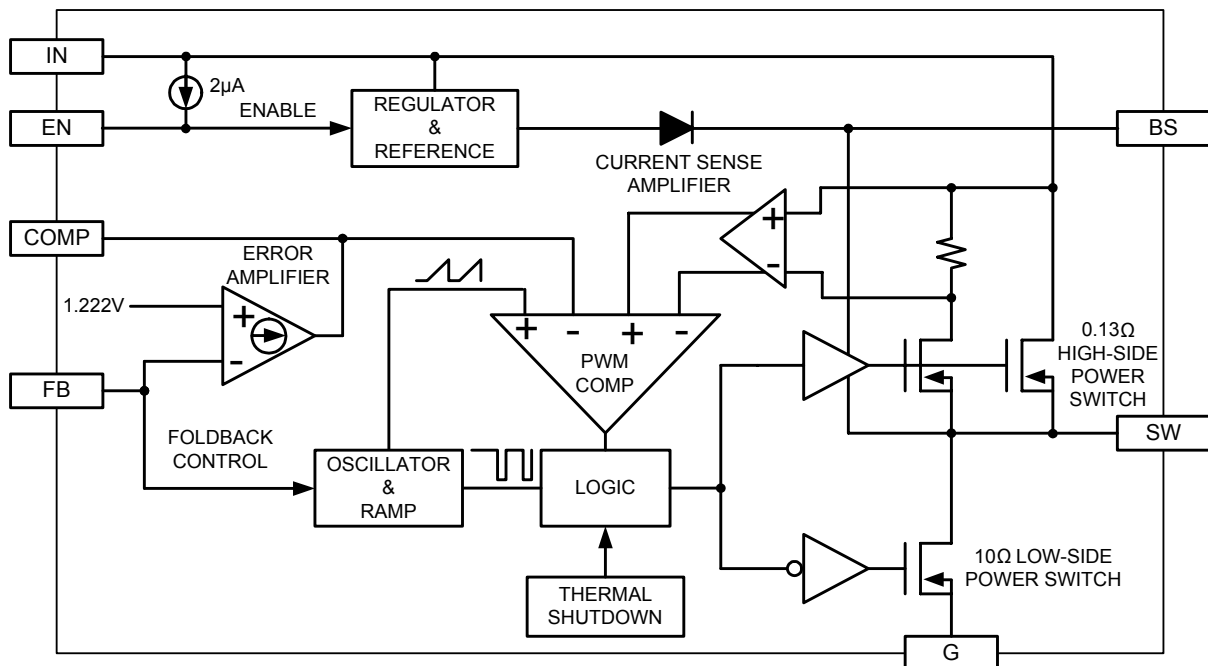 IN
2µA
EN
ENABLE
REGULATOR
&
REFERENCE
BS
CURRENT SENSE
AMPLIFIER
COMP
ERROR
AMPLIFIER
+
-
1.222V
+
-
+
-
+
-
PWM
COMP
0.13Ω
HIGH-SIDE
POWER
SWITCH
FB
SW
FOLDBACK
CONTROL
OSCILLATOR
&
RAMP
LOGIC
10Ω LOW-SIDE
POWER SWITCH
THERMAL
SHUTDOWN
G